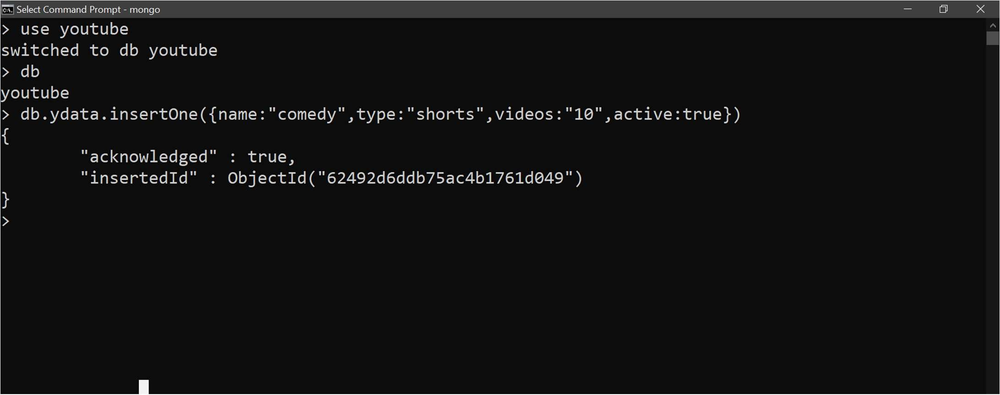 Select Command Prompt - mongo
> use youtube
switched to db youtube
> db
youtube
> db.ydata.insertOne({name:"comedy",type:"shorts",videos:"10",active:true})
{
        "acknowledged" : true,
        "insertedId" : ObjectId("62492d6ddb75ac4b1761d049")
}
>